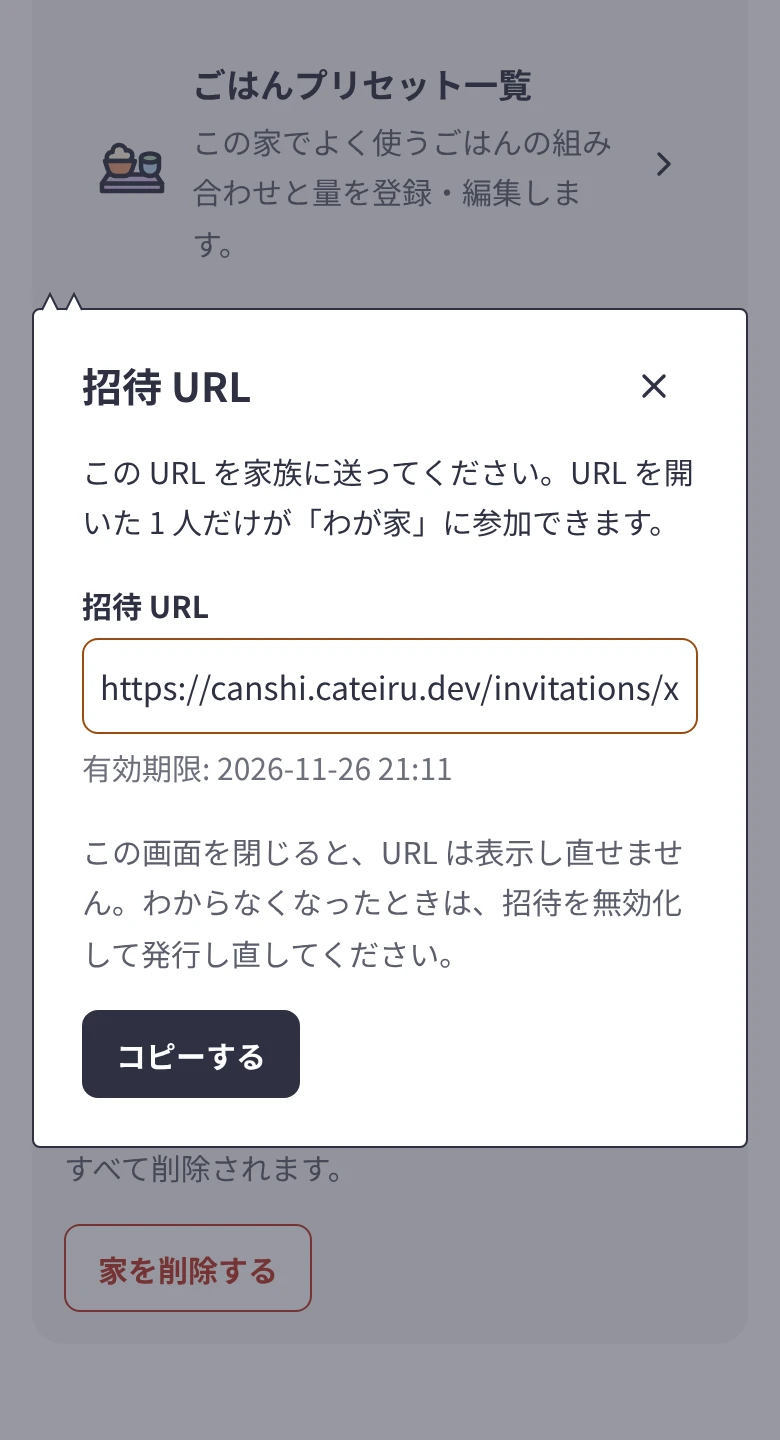 ごはんプリセット一覧
この家でよく使うごはんの組み
合わせと量を登録・編集しま
す。
招待 URL
この URL を家族に送ってください。URL を開
いた 1 人だけが「わが家」に参加できます。
招待 URL
https://canshi.cateiru.dev/invitations/x
有効期限: 2026-11-26 21:11
この画面を閉じると、URL は表示し直せませ
ん。わからなくなったときは、招待を無効化
して発行し直してください。
コピーする
すべて削除されます。
家を削除する